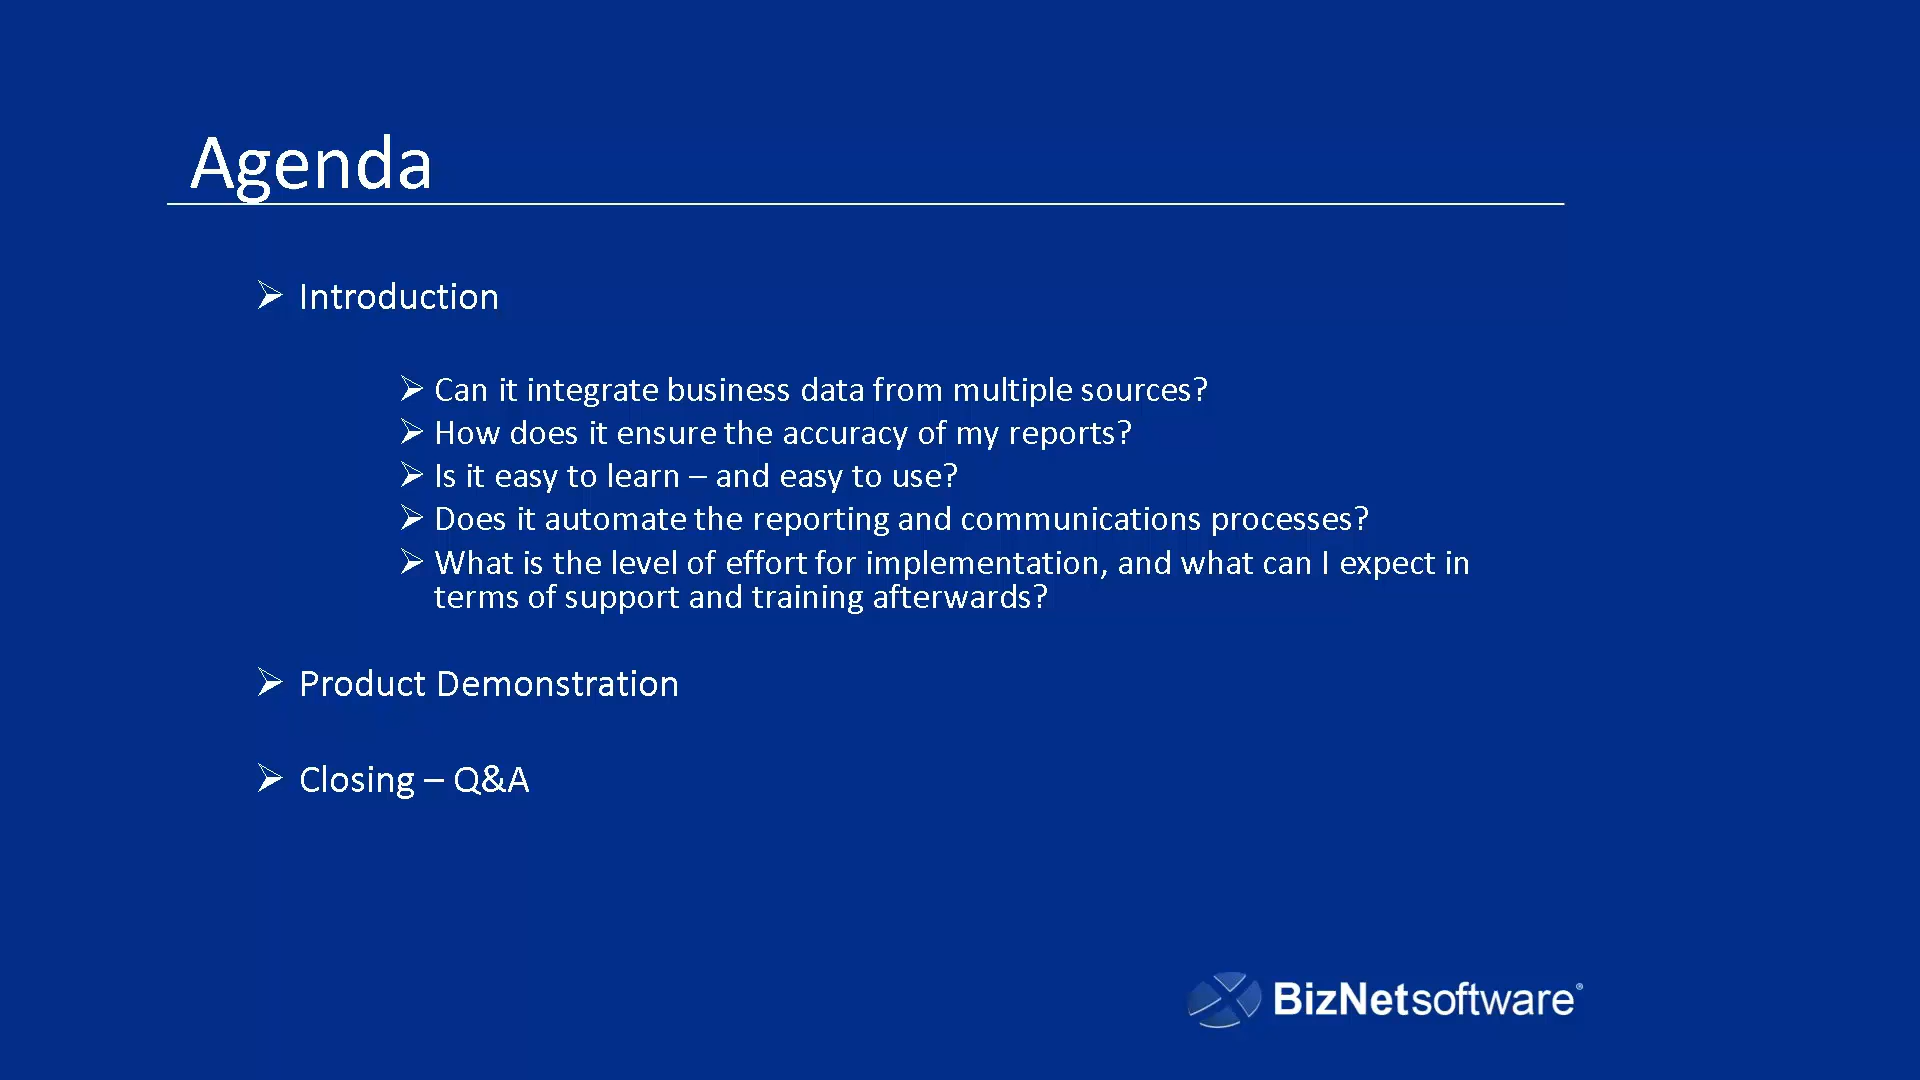 Agenda
➢ Introduction
➢ Can it integrate business data from multiple sources?
➢ How does it ensure the accuracy of my reports?
➢ Is it easy to learn – and easy to use?
➢ Does it automate the reporting and communications processes?
➢ What is the level of effort for implementation, and what can I expect in
terms of support and training afterwards?
➢ Product Demonstration
➢ Closing – Q&A
BizNetsoftware®